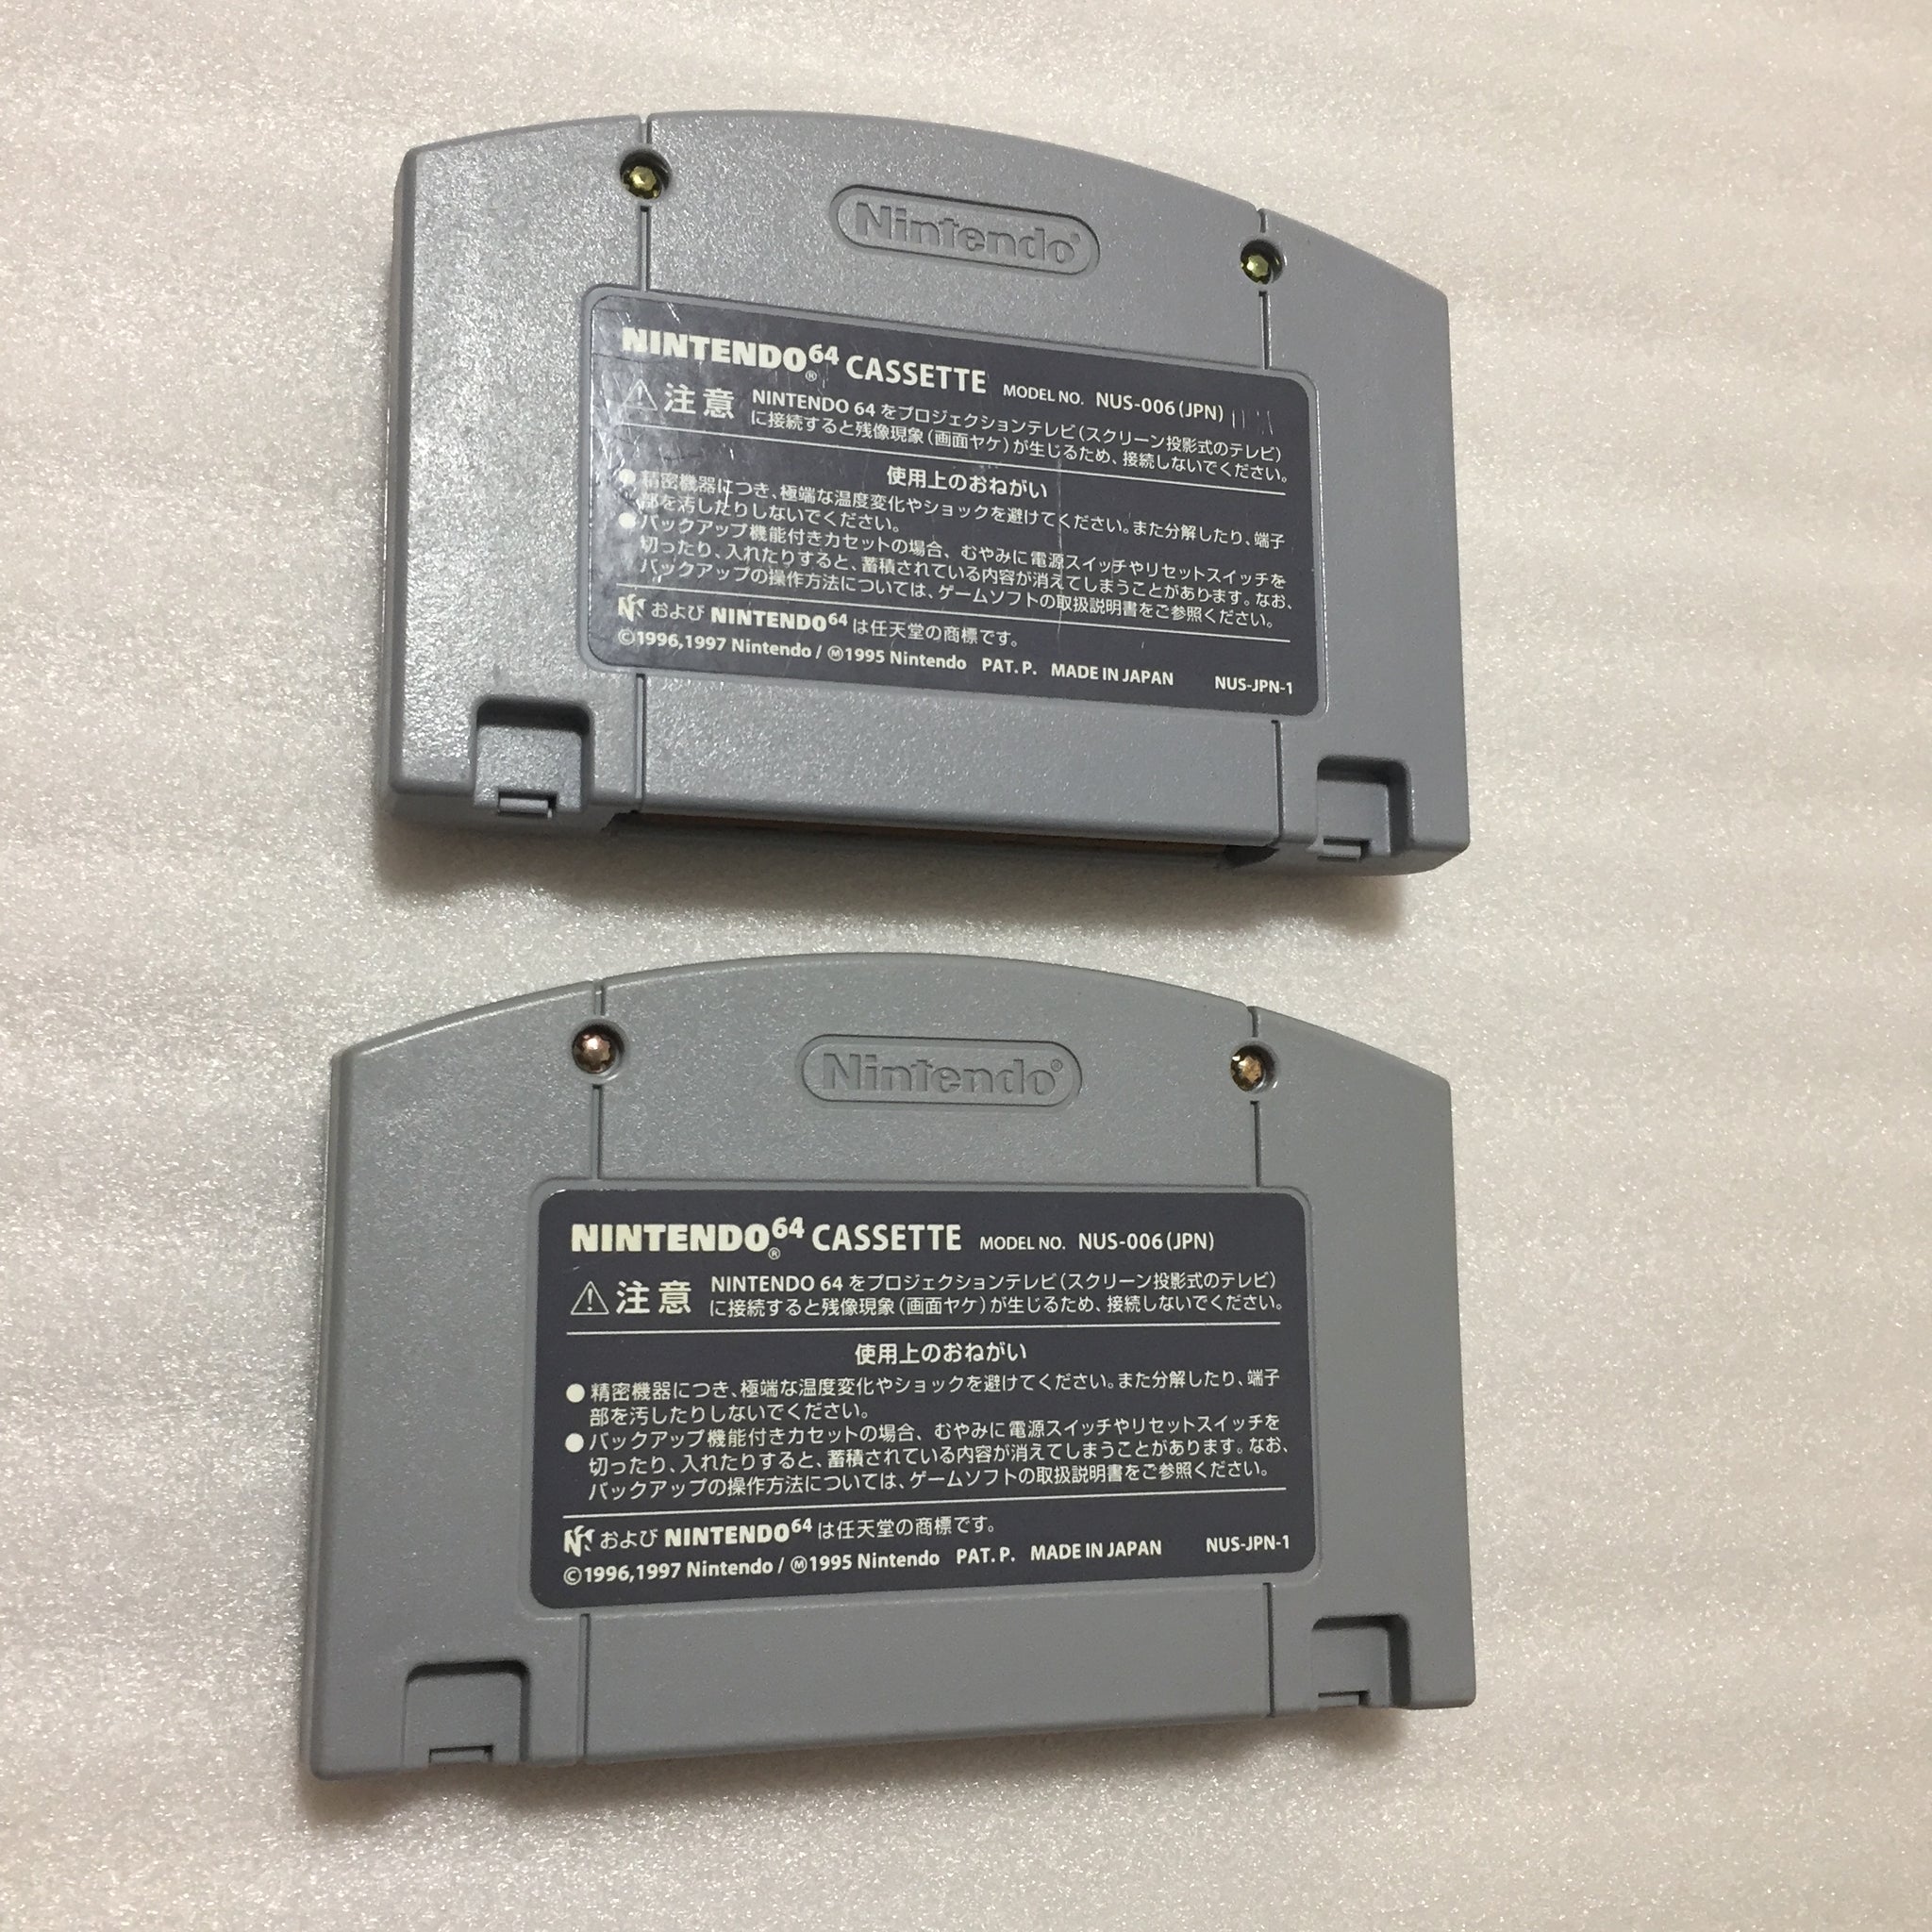 Nintendo®
NINTENDO64® CASSETTE MODEL NO. NUS-006(JPN)
⚠注意 NINTENDO 64 をプロジェクションテレビ(スクリーン投影式のテレビ)
に接続すると残像現象(画面ヤケ)が生じるため、接続しないでください。
使用上のおねがい
●精密機器につき、極端な温度変化やショックを避けてください。また分解したり、端子
部を汚したりしないでください。
●バックアップ機能付きカセットの場合、むやみに電源スイッチやリセットスイッチを
切ったり、入れたりすると、蓄積されている内容が消えてしまうことがあります。なお、
バックアップの操作方法については、ゲームソフトの取扱説明書をご参照ください。
および NINTENDO64 は任天堂の商標です。
©1996,1997 Nintendo / Ⓜ1995 Nintendo PAT. P. MADE IN JAPAN NUS-JPN-1
Nintendo®
NINTENDO64® CASSETTE MODEL NO. NUS-006(JPN)
⚠注意 NINTENDO 64 をプロジェクションテレビ(スクリーン投影式のテレビ)
に接続すると残像現象(画面ヤケ)が生じるため、接続しないでください。
使用上のおねがい
●精密機器につき、極端な温度変化やショックを避けてください。また分解したり、端子
部を汚したりしないでください。
●バックアップ機能付きカセットの場合、むやみに電源スイッチやリセットスイッチを
切ったり、入れたりすると、蓄積されている内容が消えてしまうことがあります。なお、
バックアップの操作方法については、ゲームソフトの取扱説明書をご参照ください。
および NINTENDO64 は任天堂の商標です。
©1996,1997 Nintendo / Ⓜ1995 Nintendo PAT. P. MADE IN JAPAN NUS-JPN-1